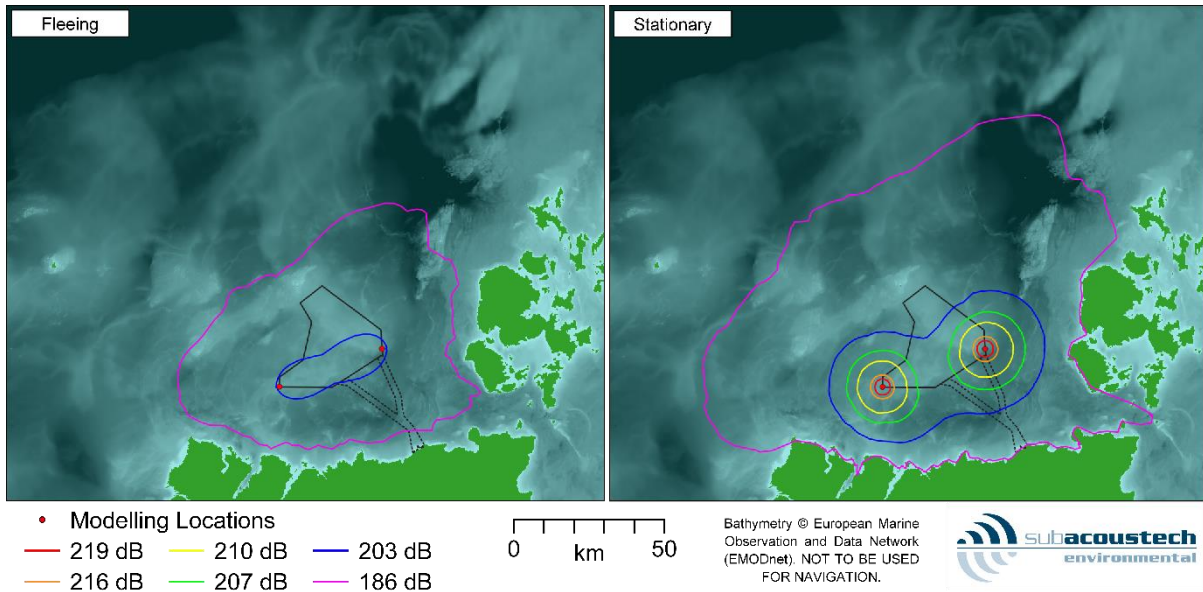 Fleeing
Stationary
Modelling Locations
219 dB
210 dB
203 dB
216 dB
207 dB
186 dB
0
50
km
Bathymetry © European Marine
Observation and Data Network
(EMODnet). NOT TO BE USED
FOR NAVIGATION.
subacoustech
environmental